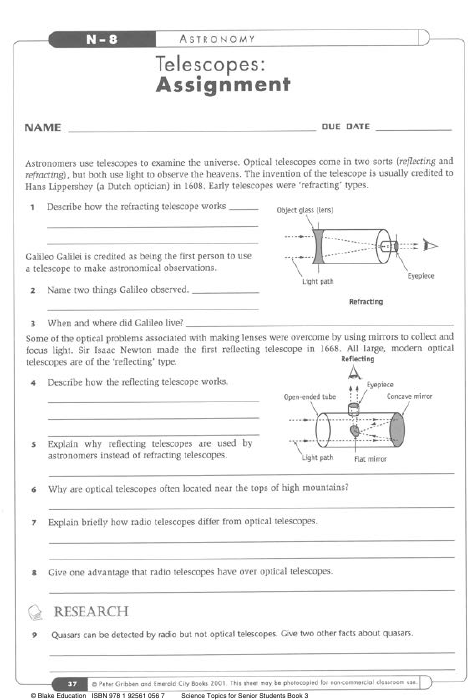 N-8 ASTRONOMY
Telescopes:
Assignment
NAME DUE DATE
Astronomers use telescopes to examine the universe. Optical telescopes come in two sorts (reflecting and
refracting), but both use light to observe the heavens. The invention of the telescope is usually credited to
Hans Lippershey (a Dutch optician) in 1608. Early telescopes were 'refracting' types.
1 Describe how the refracting telescope works
Object glass (lens)
Light path
Eyepiece
Refracting
Galileo Galilei is credited as being the first person to use
a telescope to make astronomical observations.
2 Name two things Galileo observed.
3 When and where did Galileo live?
Some of the optical problems associated with making lenses were overcome by using mirrors to collect and
focus light. Sir Isaac Newton made the first reflecting telescope in 1668. All large, modern optical
telescopes are of the 'reflecting' type.
Reflecting
4 Describe how the reflecting telescope works.
Eyepiece
Open-ended tube
Concave mirror
Light path
Flat mirror
5 Explain why reflecting telescopes are used by
astronomers instead of refracting telescopes.
6 Why are optical telescopes often located near the tops of high mountains?
7 Explain briefly how radio telescopes differ from optical telescopes.
8 Give one advantage that radio telescopes have over optical telescopes.
RESEARCH
9 Quasars can be detected by radio but not optical telescopes. Give two other facts about quasars.
37 © Peter Gribben and Emerald City Books 2001. This sheet may be photocopied for non-commercial classroom use.
© Blake Education ISBN 978 1 92561 056 7 Science Topics for Senior Students Book 3